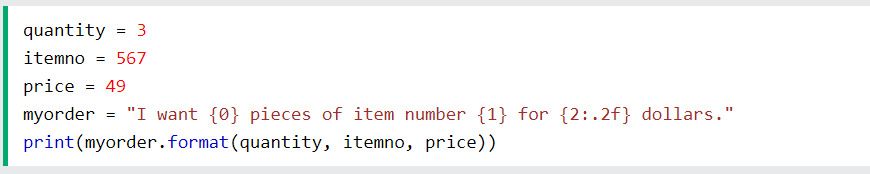 quantity = 3
itemno = 567
price = 49
myorder = "I want {0} pieces of item number {1} for {2:.2f} dollars."
print(myorder.format(quantity, itemno, price))